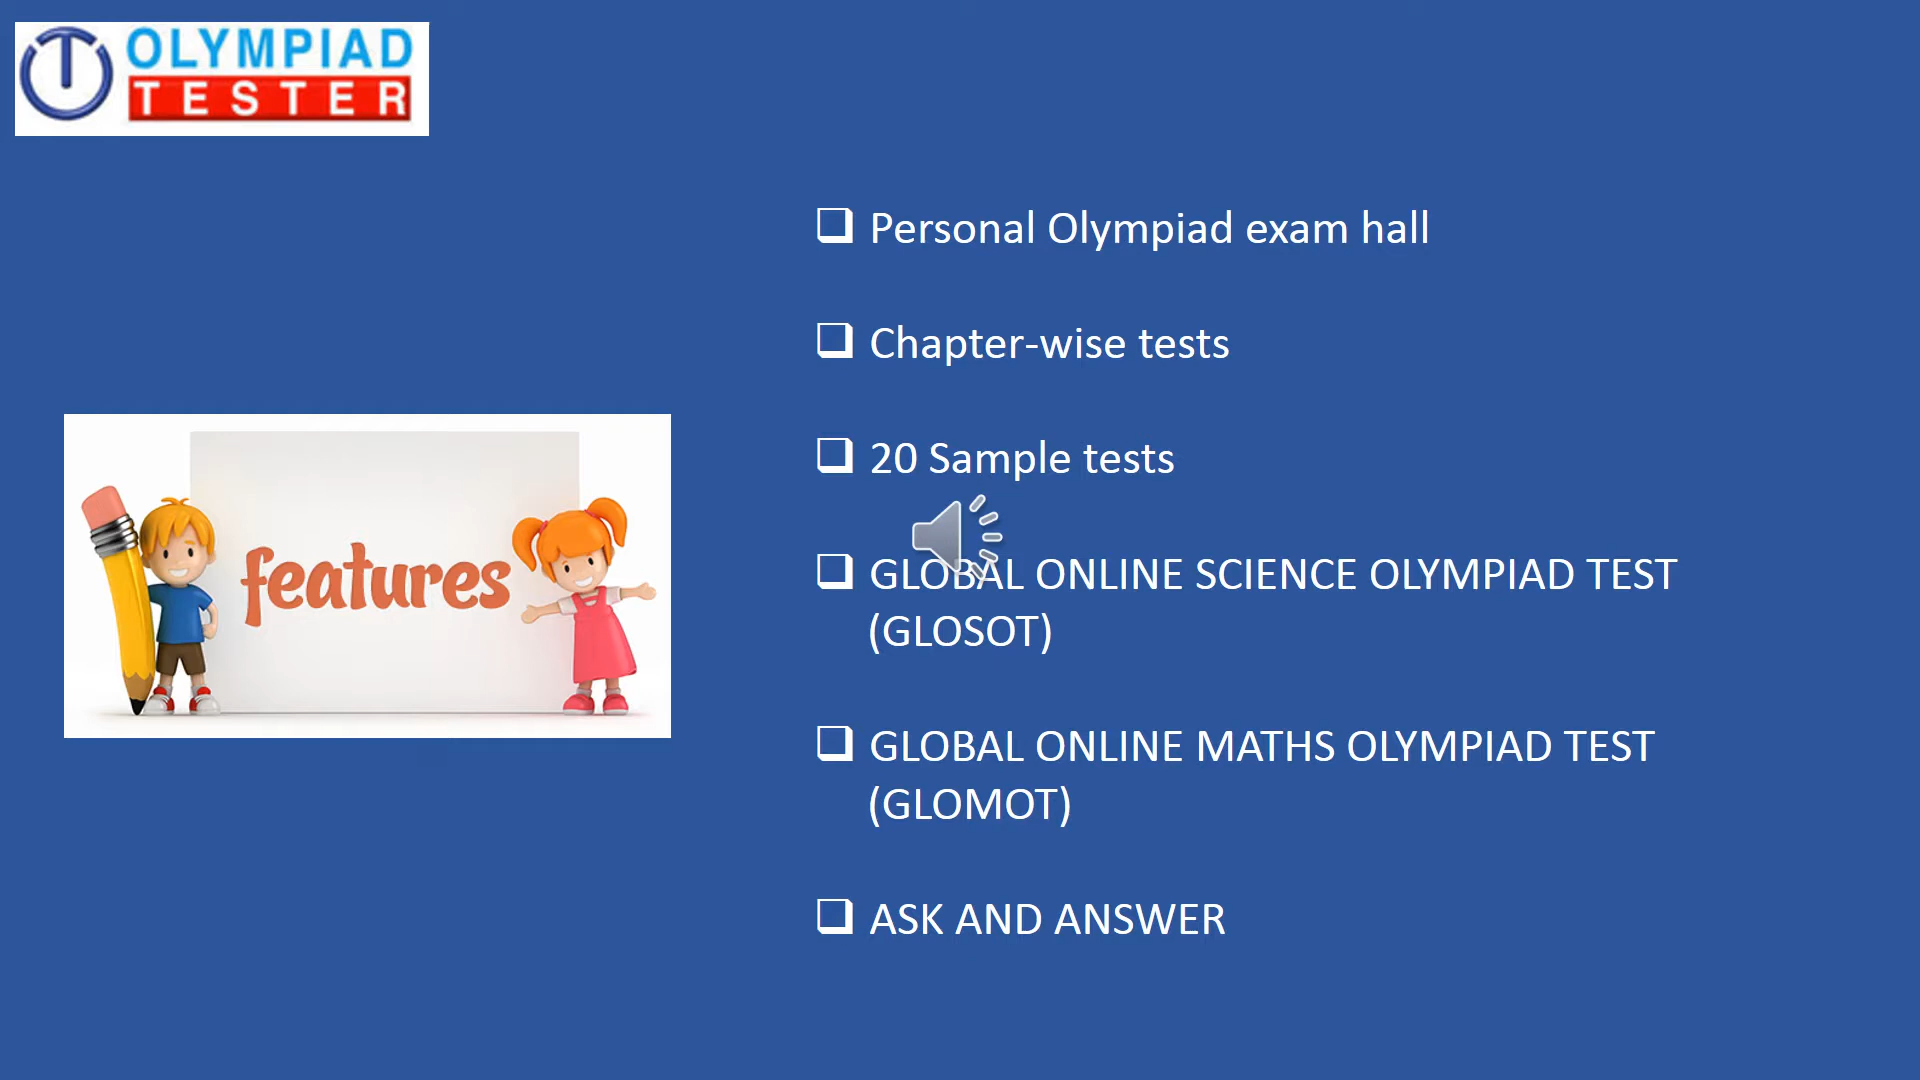 OLYMPIAD
TESTER
Personal Olympiad exam hall
Chapter-wise tests
20 Sample tests
features
GLOBAL ONLINE SCIENCE OLYMPIAD TEST
(GLOSOT)
GLOBAL ONLINE MATHS OLYMPIAD TEST
(GLOMOT)
ASK AND ANSWER